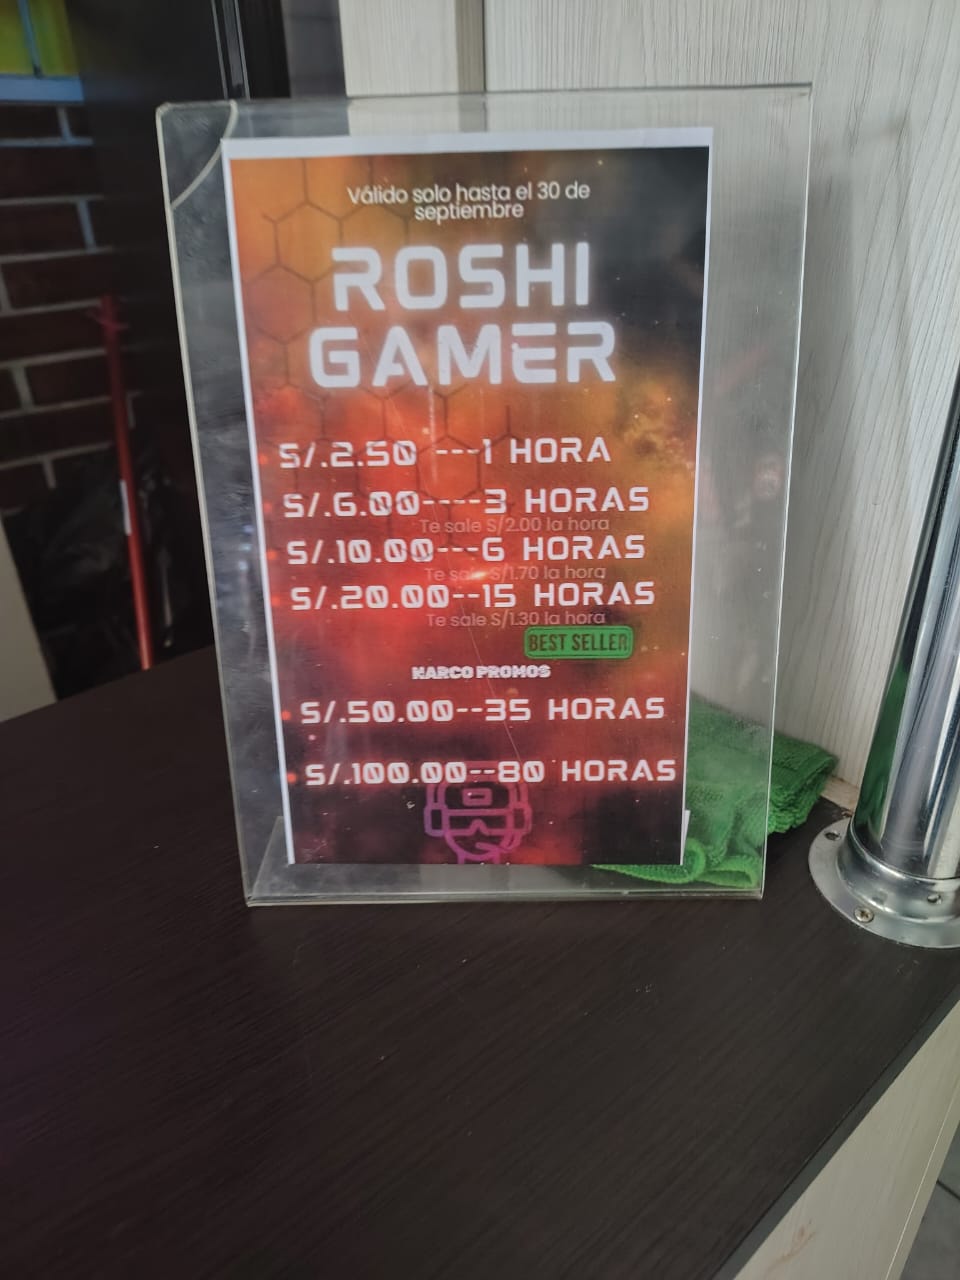 Válido solo hasta el 30 de
septiembre
ROSHI
GAMER
S/.2.50 ---1 HORA
S/.6.00----3 HORAS
Te sale S/2.00 la hora
S/.10.00---6 HORAS
Te sale S/1.70 la hora
S/.20.00--15 HORAS
Te sale S/1.30 la hora
BEST SELLER
NARCO PROMOS
S/.50.00--35 HORAS
S/.100.00--80 HORAS